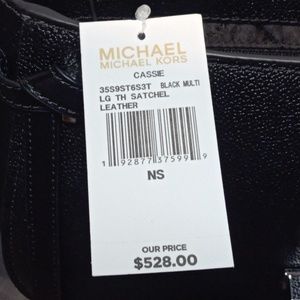 MICHAEL
MICHAEL KORS
CASSIE
35S9ST6S3T BLACK MULTI
LG TH SATCHEL
LEATHER
1 92877 37599 9
NS
OUR PRICE
$528.00